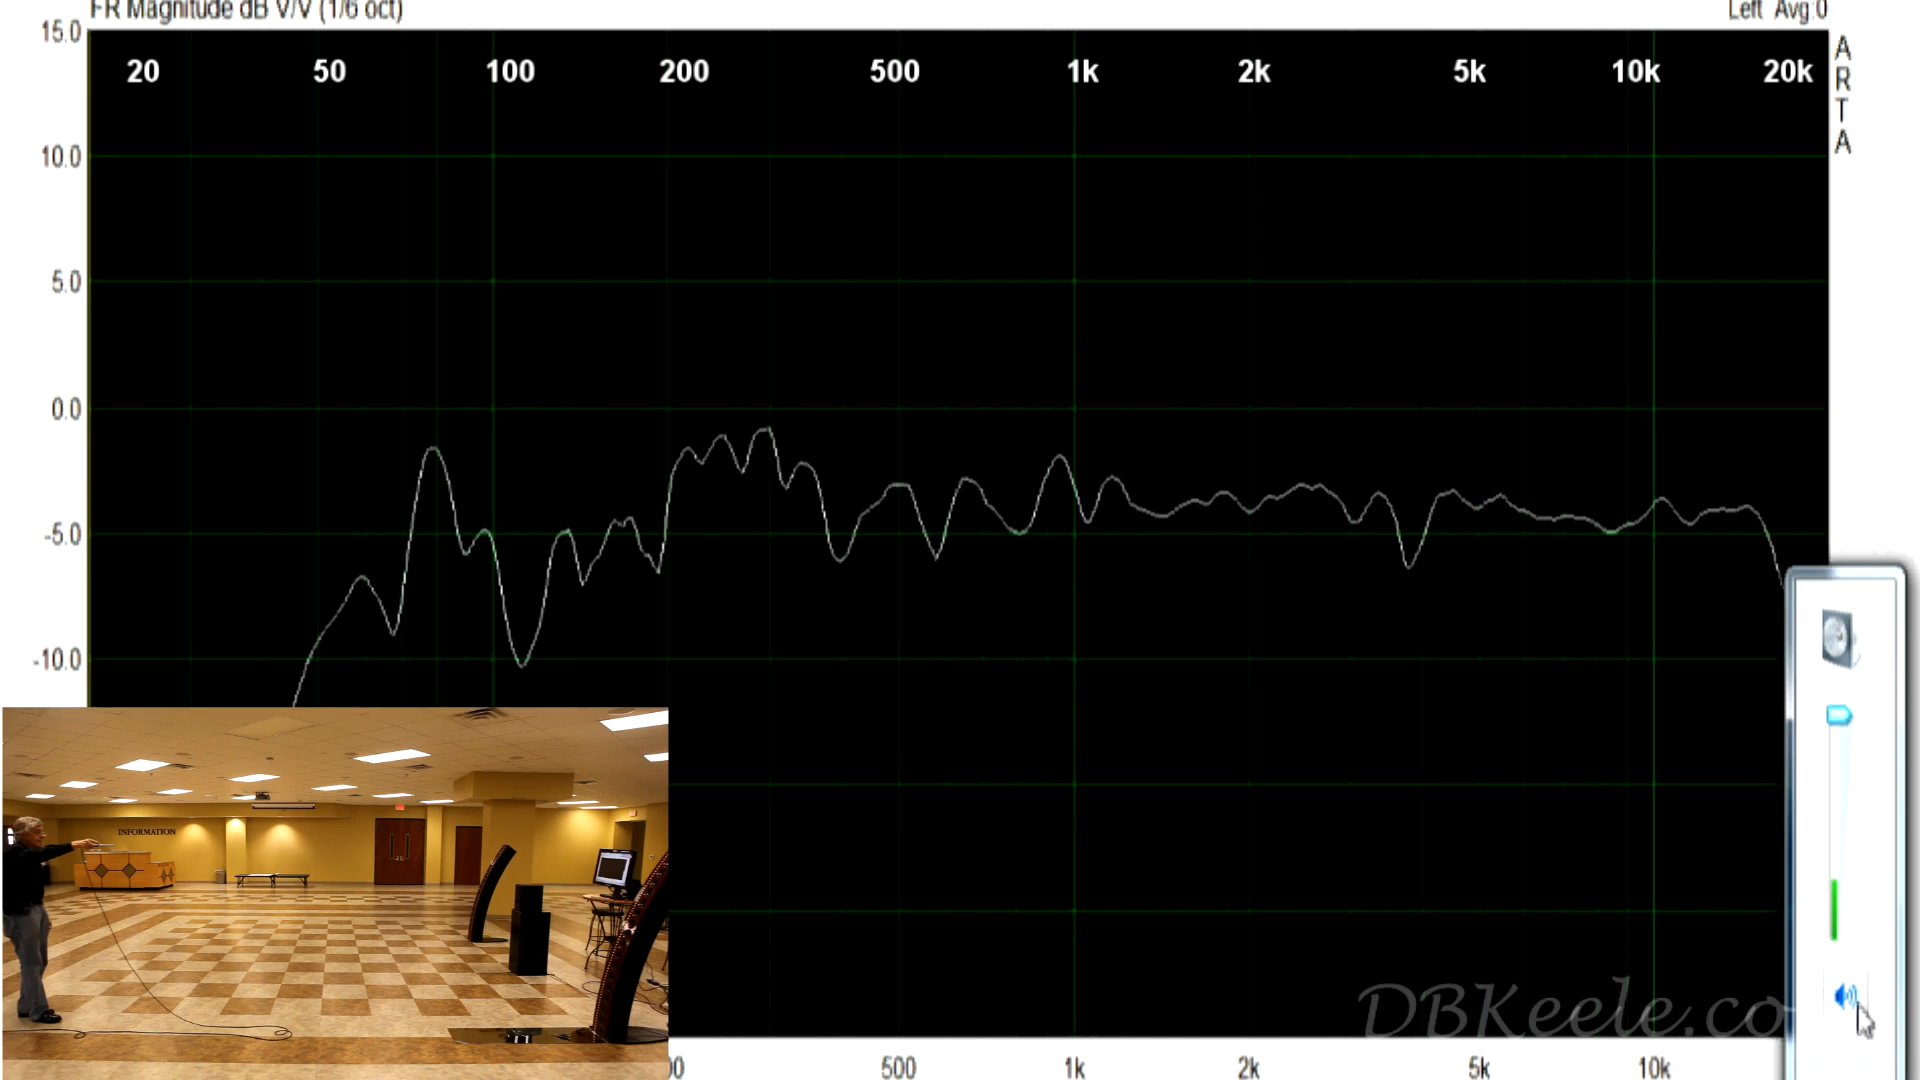 FR Magnitude dB V/V (1/6 oct)
Left Avg:0
15.0
20 50 100 200 500 1k 2k 5k 10k 20k
A
R
T
A
10.0
5.0
0.0
-5.0
-10.0
INFORMATION
DBKeele.co
500 1k 2k 5k 10k